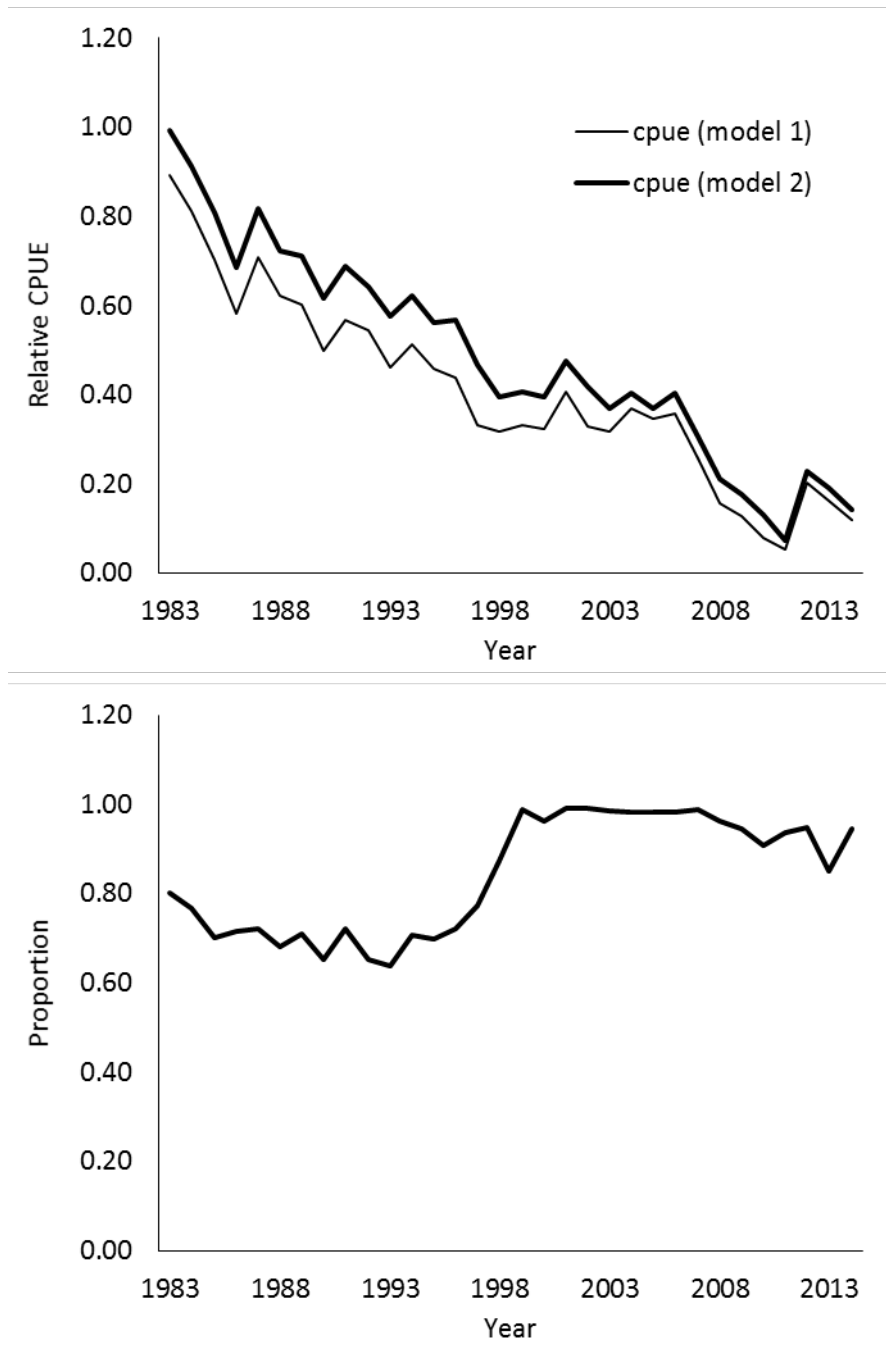 1.20
1.00
0.80
0.60
0.40
0.20
0.00
Relative CPUE
cpue (model 1)
cpue (model 2)
1983 1988 1993 1998 2003 2008 2013
Year
1.20
1.00
0.80
0.60
0.40
0.20
0.00
Proportion
1983 1988 1993 1998 2003 2008 2013
Year